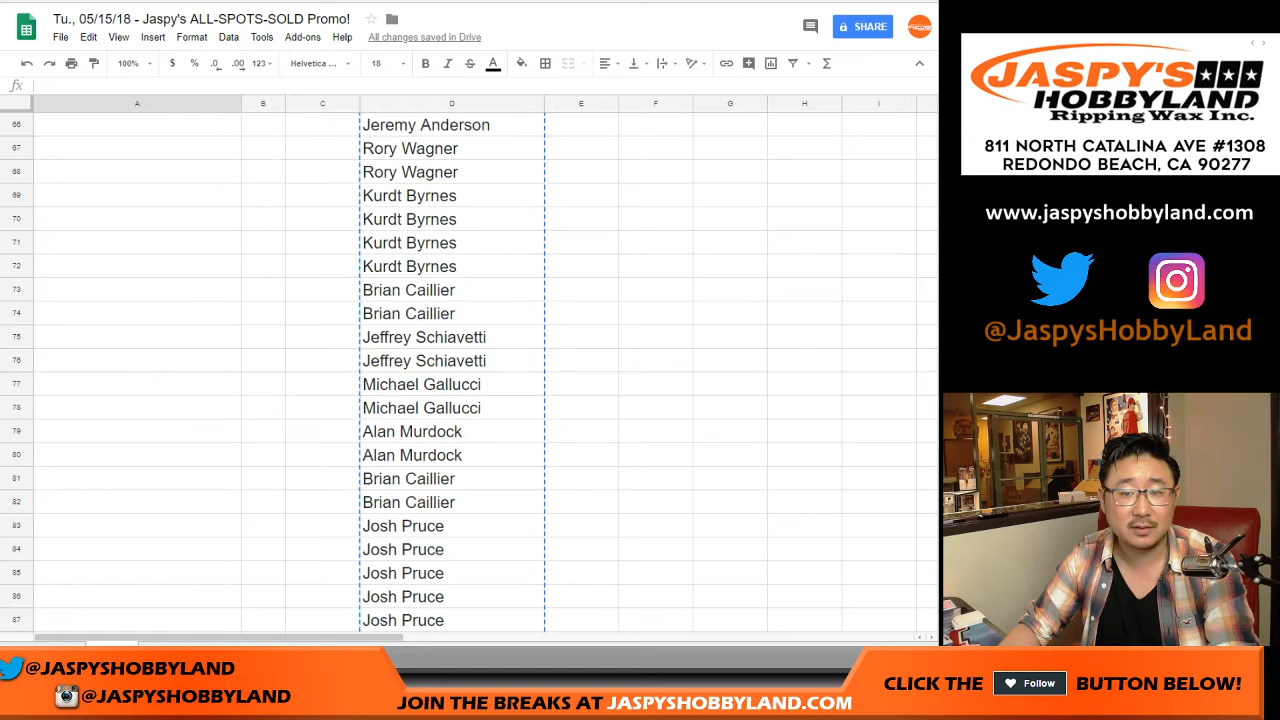 Tu., 05/15/18 - Jaspy's ALL-SPOTS-SOLD Promo!
File Edit View Insert Format Data Tools Add-ons Help All changes saved in Drive
SHARE
100% $ % .0 .00 123 Helvetica ... 18 B I S A
fx
A B C D E F G H I
66 Jeremy Anderson
67 Rory Wagner
68 Rory Wagner
69 Kurdt Byrnes
70 Kurdt Byrnes
71 Kurdt Byrnes
72 Kurdt Byrnes
73 Brian Caillier
74 Brian Caillier
75 Jeffrey Schiavetti
76 Jeffrey Schiavetti
77 Michael Gallucci
78 Michael Gallucci
79 Alan Murdock
80 Alan Murdock
81 Brian Caillier
82 Brian Caillier
83 Josh Pruce
84 Josh Pruce
85 Josh Pruce
86 Josh Pruce
87 Josh Pruce
JASPY'S
HOBBYLAND
Ripping Wax Inc.
811 NORTH CATALINA AVE #1308
REDONDO BEACH, CA 90277
www.jaspyshobbyland.com
@JaspysHobbyLand
@JASPYSHOBBYLAND
@JASPYSHOBBYLAND
JOIN THE BREAKS AT JASPYSHOBBYLAND.COM
CLICK THE Follow BUTTON BELOW!